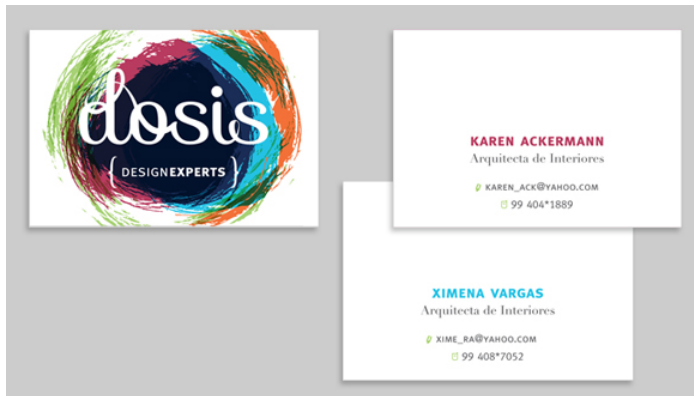 dosis
{ DESIGNEXPERTS }
KAREN ACKERMANN
Arquitecta de Interiores
KAREN_ACK@YAHOO.COM
99 404*1889
XIMENA VARGAS
Arquitecta de Interiores
XIME_RA@YAHOO.COM
99 408*7052